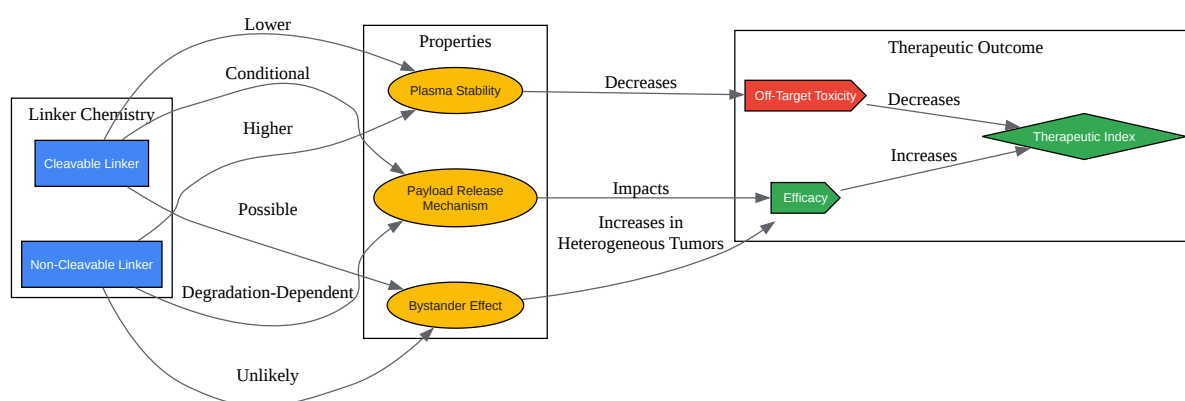 Lower
Properties
Therapeutic Outcome
Conditional
Plasma Stability
Decreases
Off-Target Toxicity
Decreases
Linker Chemistry
Higher
Therapeutic Index
Cleavable Linker
Increases
Payload Release
Mechanism
Impacts
Efficacy
Possible
Increases in
Heterogeneous Tumors
Non-Cleavable Linker
Degradation-Dependent
Bystander Effect
Unlikely